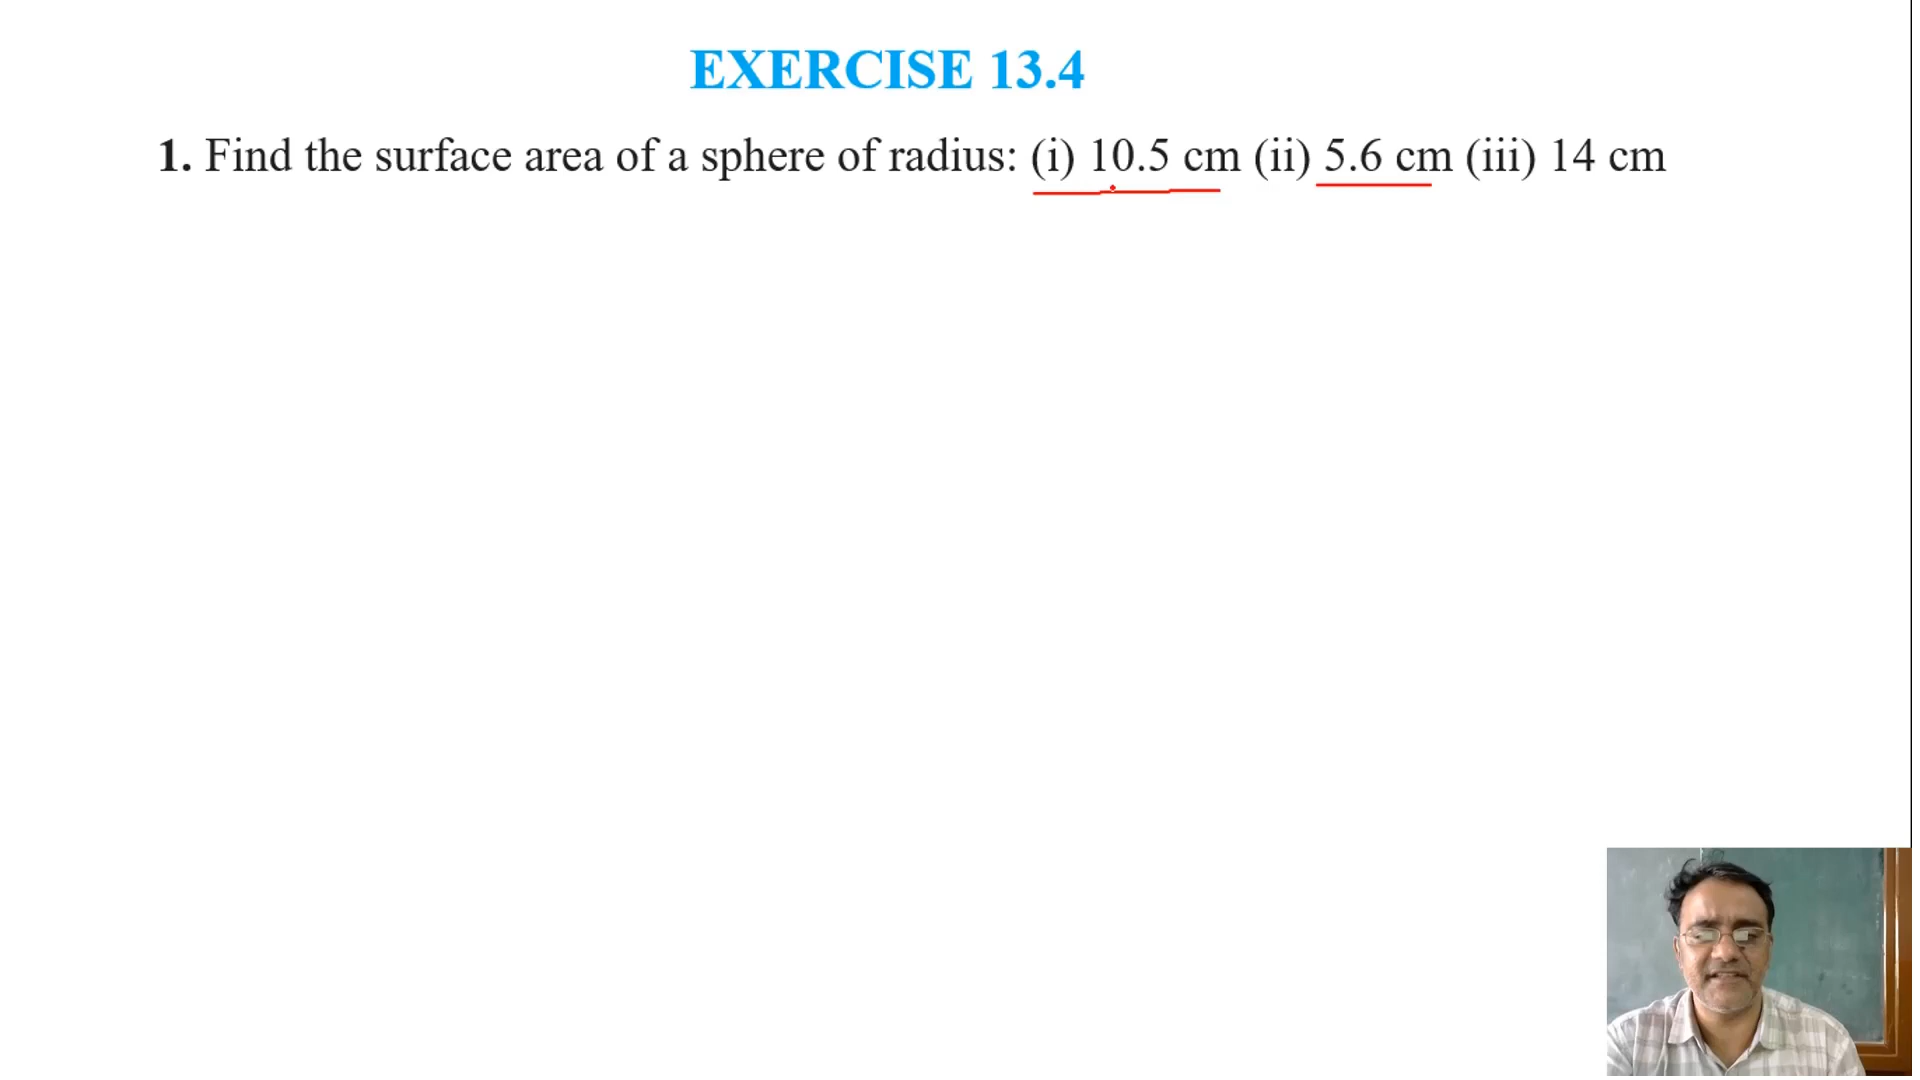 EXERCISE 13.4
1. Find the surface area of a sphere of radius: (i) 10.5 cm (ii) 5.6 cm (iii) 14 cm